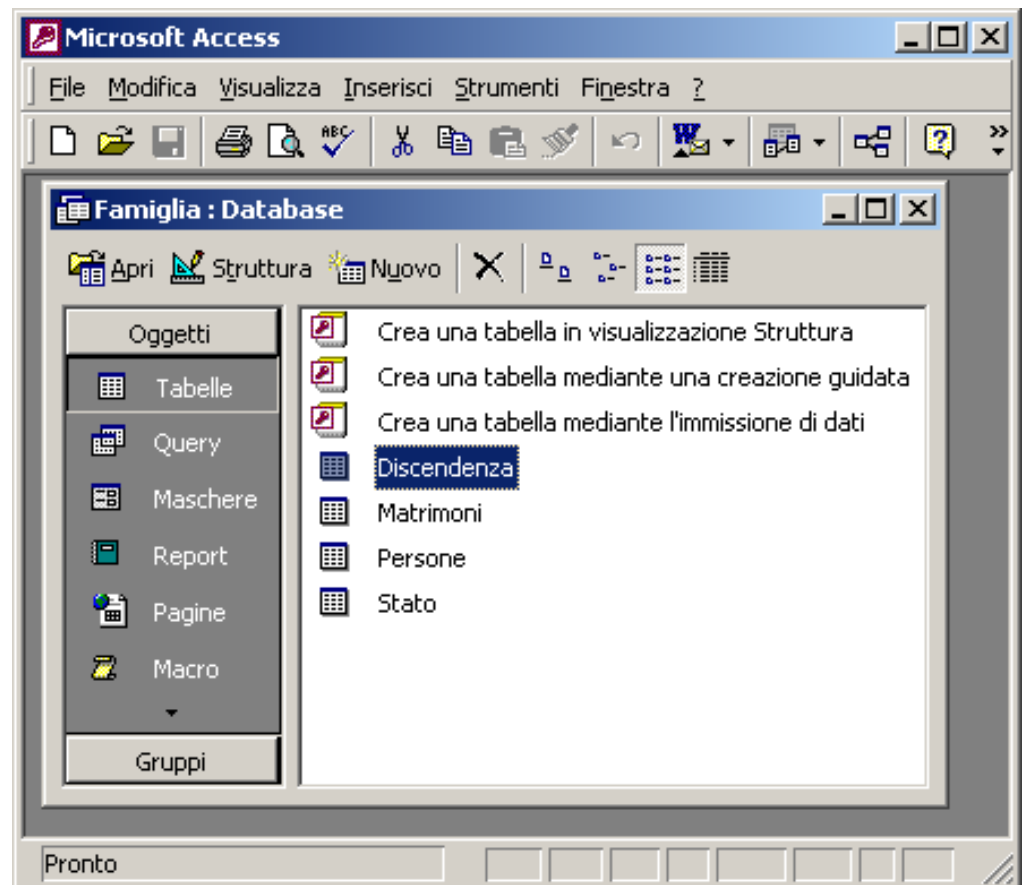 Microsoft Access
File Modifica Visualizza Inserisci Strumenti Finestra ?
ABC W ?
Famiglia : Database
Apri Struttura Nuovo
Oggetti
Tabelle
Query
Maschere
Report
Pagine
Macro
Gruppi
Crea una tabella in visualizzazione Struttura
Crea una tabella mediante una creazione guidata
Crea una tabella mediante l'immissione di dati
Discendenza
Matrimoni
Persone
Stato
Pronto